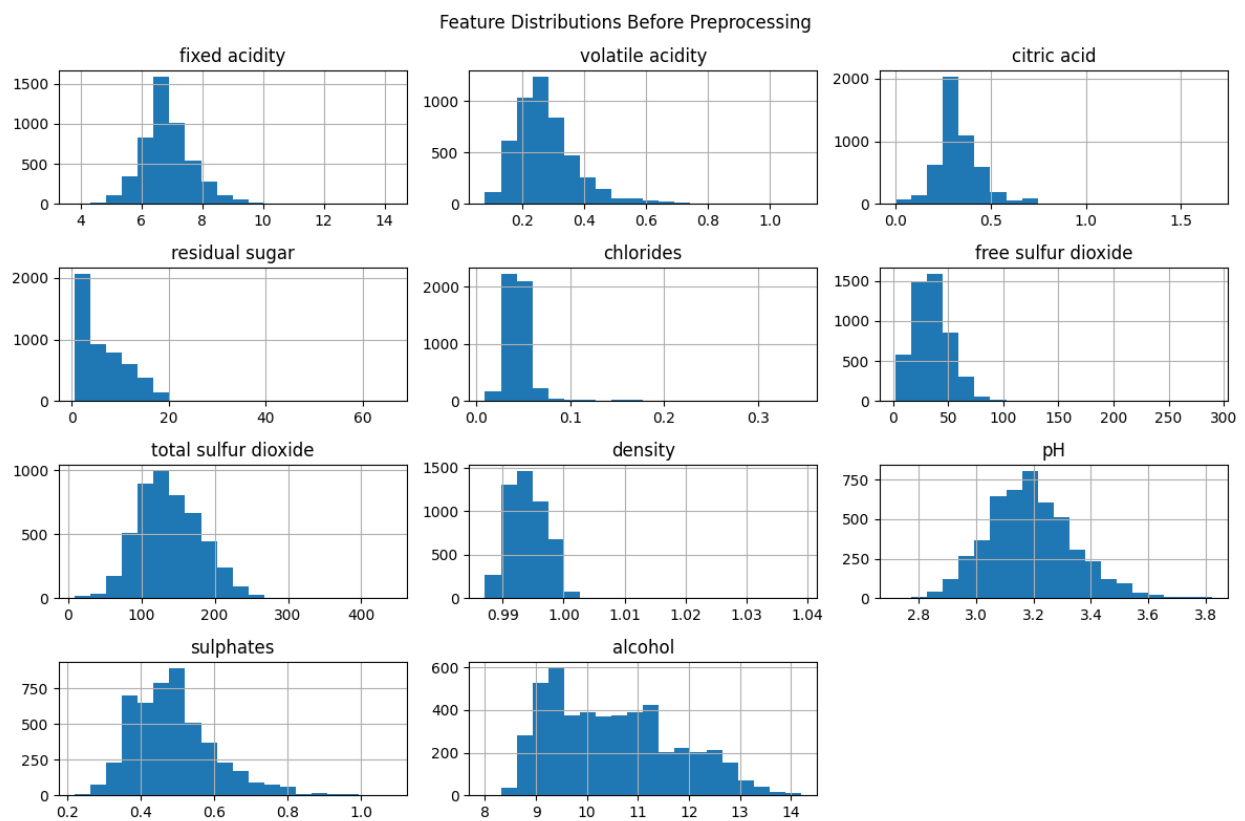 Feature Distributions Before Preprocessing
fixed acidity
1500
1000
500
0
4 6 8 10 12 14
volatile acidity
1000
500
0
0.2 0.4 0.6 0.8 1.0
citric acid
2000
1000
0
0.0 0.5 1.0 1.5
residual sugar
2000
1000
0
0 20 40 60
chlorides
2000
1000
0
0.0 0.1 0.2 0.3
free sulfur dioxide
1500
1000
500
0
0 50 100 150 200 250 300
total sulfur dioxide
1000
500
0
0 100 200 300 400
density
1500
1000
500
0
0.99 1.00 1.01 1.02 1.03 1.04
pH
750
500
250
0
2.8 3.0 3.2 3.4 3.6 3.8
sulphates
750
500
250
0
0.2 0.4 0.6 0.8 1.0
alcohol
600
400
200
0
8 9 10 11 12 13 14